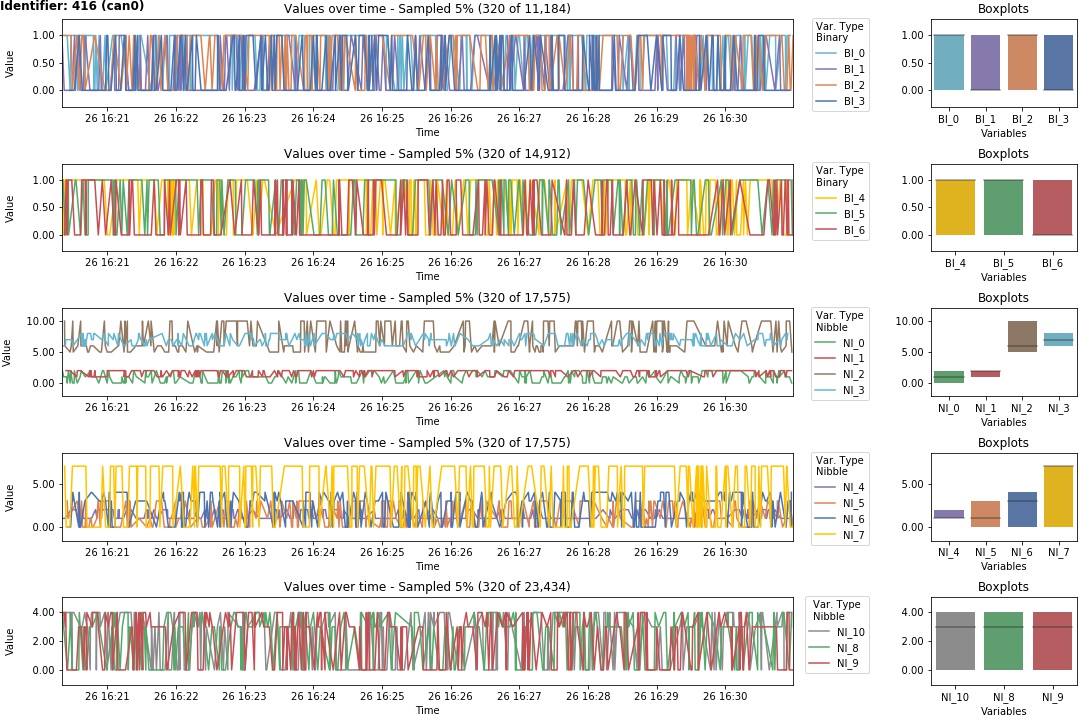 Identifier: 416 (can0)
Values over time - Sampled 5% (320 of 11,184)
Boxplots
Value
1.00
0.50
0.00
26 16:21 26 16:22 26 16:23 26 16:24 26 16:25 26 16:26 26 16:27 26 16:28 26 16:29 26 16:30
Time
Var. Type
Binary
BI_0
BI_1
BI_2
BI_3
1.00
0.50
0.00
BI_0 BI_1 BI_2 BI_3
Variables
Values over time - Sampled 5% (320 of 14,912)
Boxplots
Value
1.00
0.50
0.00
26 16:21 26 16:22 26 16:23 26 16:24 26 16:25 26 16:26 26 16:27 26 16:28 26 16:29 26 16:30
Time
Var. Type
Binary
BI_4
BI_5
BI_6
1.00
0.50
0.00
BI_4 BI_5 BI_6
Variables
Values over time - Sampled 5% (320 of 17,575)
Boxplots
Value
10.00
5.00
0.00
26 16:21 26 16:22 26 16:23 26 16:24 26 16:25 26 16:26 26 16:27 26 16:28 26 16:29 26 16:30
Time
Var. Type
Nibble
NI_0
NI_1
NI_2
NI_3
10.00
5.00
0.00
NI_0 NI_1 NI_2 NI_3
Variables
Values over time - Sampled 5% (320 of 17,575)
Boxplots
Value
5.00
0.00
26 16:21 26 16:22 26 16:23 26 16:24 26 16:25 26 16:26 26 16:27 26 16:28 26 16:29 26 16:30
Time
Var. Type
Nibble
NI_4
NI_5
NI_6
NI_7
5.00
0.00
NI_4 NI_5 NI_6 NI_7
Variables
Values over time - Sampled 5% (320 of 23,434)
Boxplots
Value
4.00
2.00
0.00
26 16:21 26 16:22 26 16:23 26 16:24 26 16:25 26 16:26 26 16:27 26 16:28 26 16:29 26 16:30
Time
Var. Type
Nibble
NI_10
NI_8
NI_9
4.00
2.00
0.00
NI_10 NI_8 NI_9
Variables